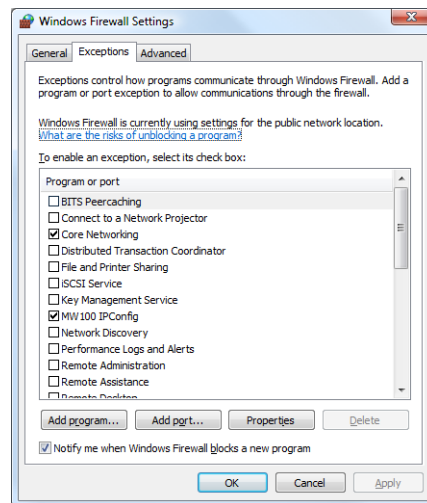 Windows Firewall Settings
General Exceptions Advanced
Exceptions control how programs communicate through Windows Firewall. Add a
program or port exception to allow communications through the firewall.
Windows Firewall is currently using settings for the public network location.
What are the risks of unblocking a program?
To enable an exception, select its check box:
Program or port
BITS Peercaching
Connect to a Network Projector
Core Networking
Distributed Transaction Coordinator
File and Printer Sharing
iSCSI Service
Key Management Service
MW100 IPConfig
Network Discovery
Performance Logs and Alerts
Remote Administration
Remote Assistance
Remote Desktop
Add program... Add port... Properties Delete
Notify me when Windows Firewall blocks a new program
OK Cancel Apply